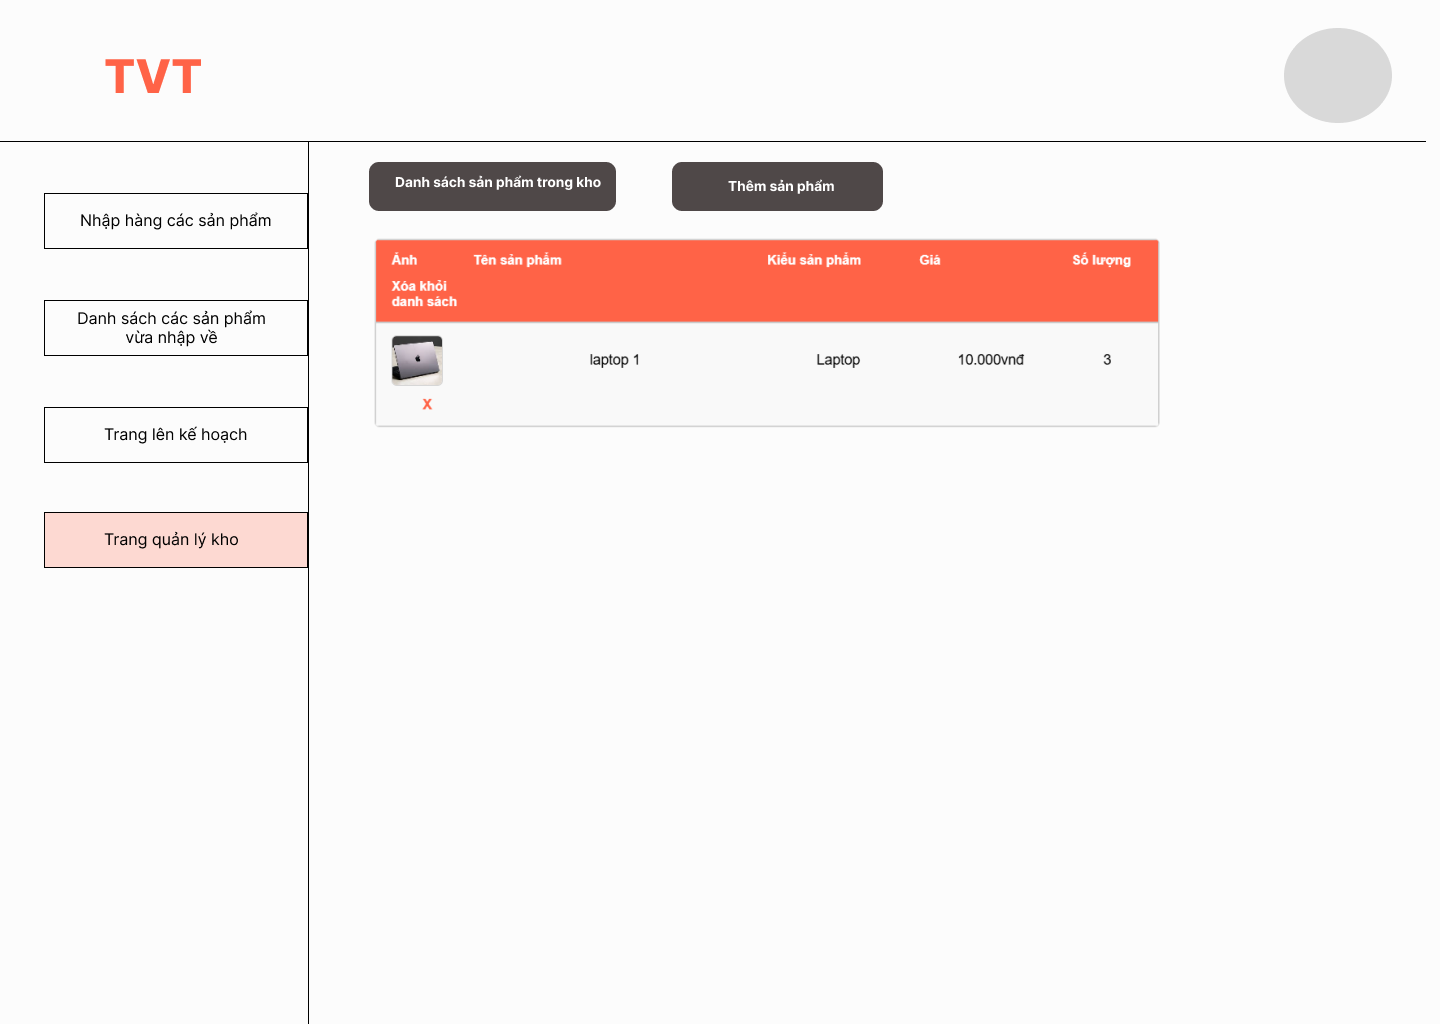 TVT
Nhập hàng các sản phẩm
Danh sách các sản phẩm
vừa nhập về
Trang lên kế hoạch
Trang quản lý kho
Danh sách sản phẩm trong kho
Thêm sản phẩm
Ảnh Tên sản phẩm Kiểu sản phẩm Giá Số lượng
Xóa khỏi
danh sách
laptop 1 Laptop 10.000vnđ 3
X